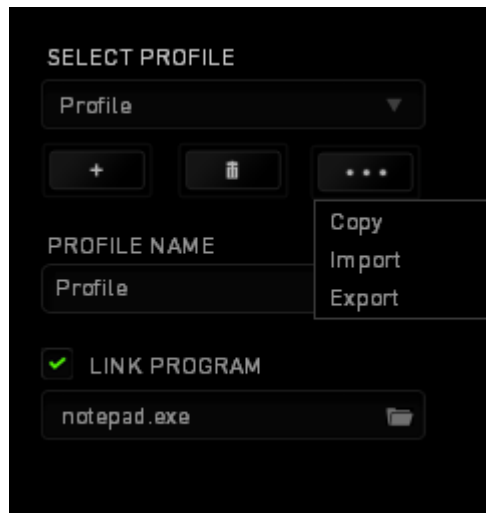 SELECT PROFILE
Profile
+
...
Copy
Import
Export
PROFILE NAME
Profile
LINK PROGRAM
notepad.exe